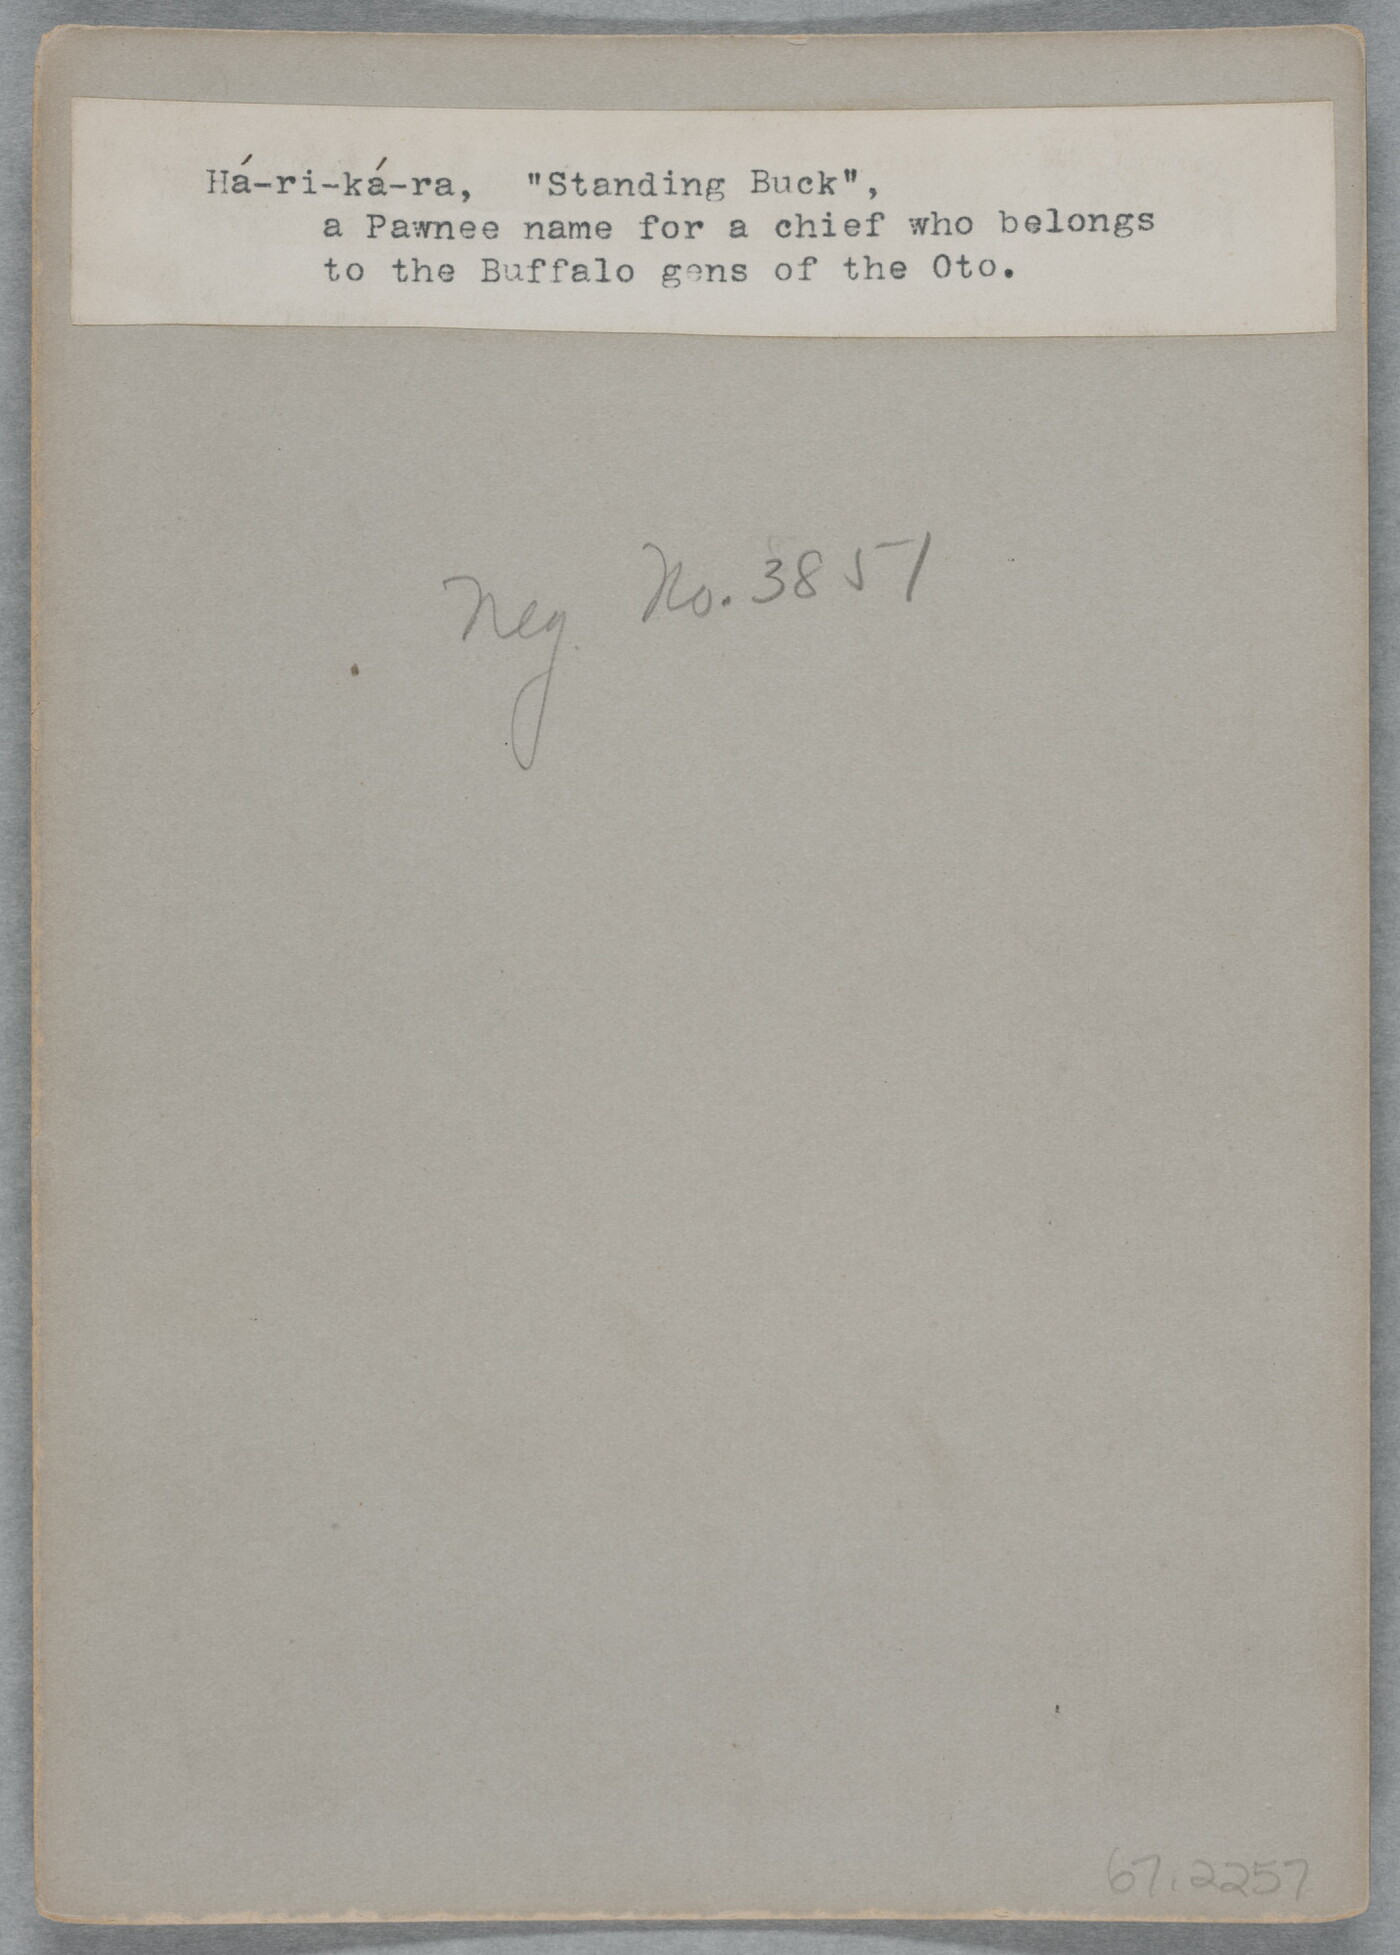 Há-ri-ká-ra, "Standing Buck",
a Pawnee name for a chief who belongs
to the Buffalo gens of the Oto.
Neg. No. 3851
67.2257